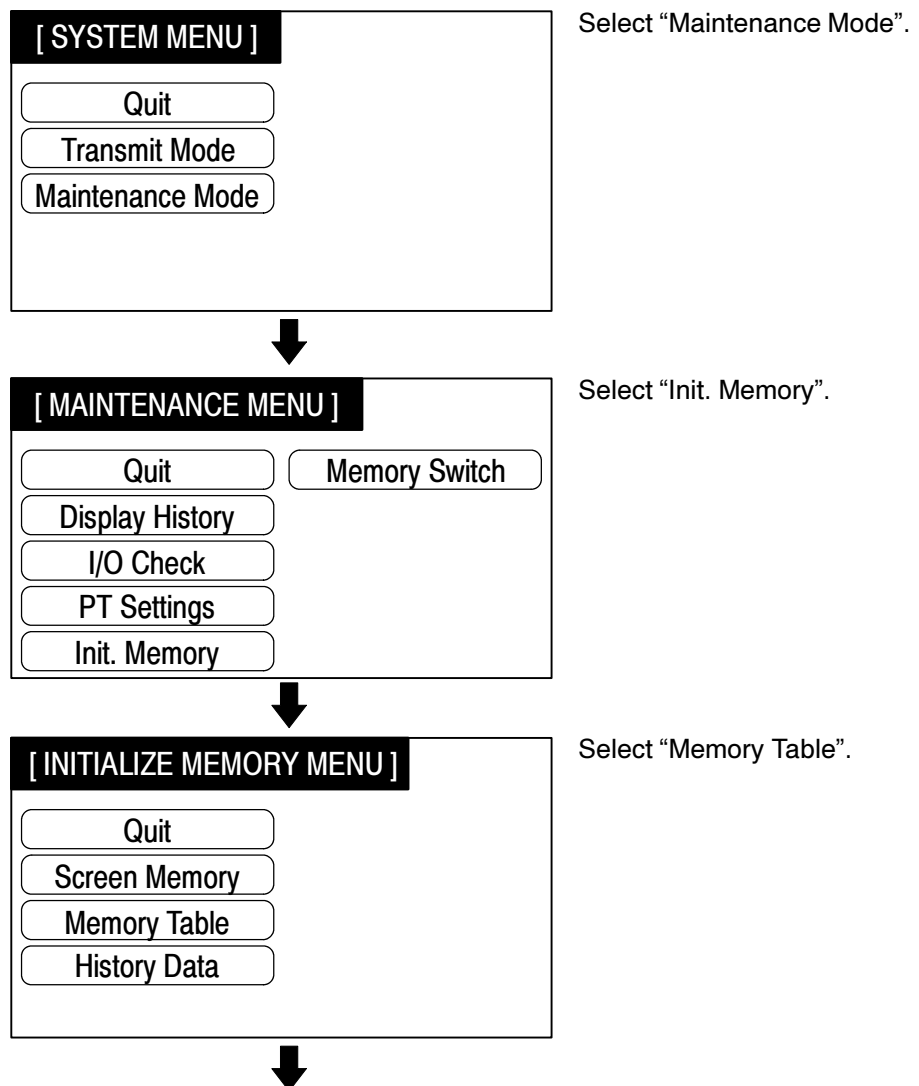 [ SYSTEM MENU ]
Select “Maintenance Mode”.
Quit
Transmit Mode
Maintenance Mode
[ MAINTENANCE MENU ]
Select “Init. Memory”.
Quit
Memory Switch
Display History
I/O Check
PT Settings
Init. Memory
[ INITIALIZE MEMORY MENU ]
Select “Memory Table”.
Quit
Screen Memory
Memory Table
History Data